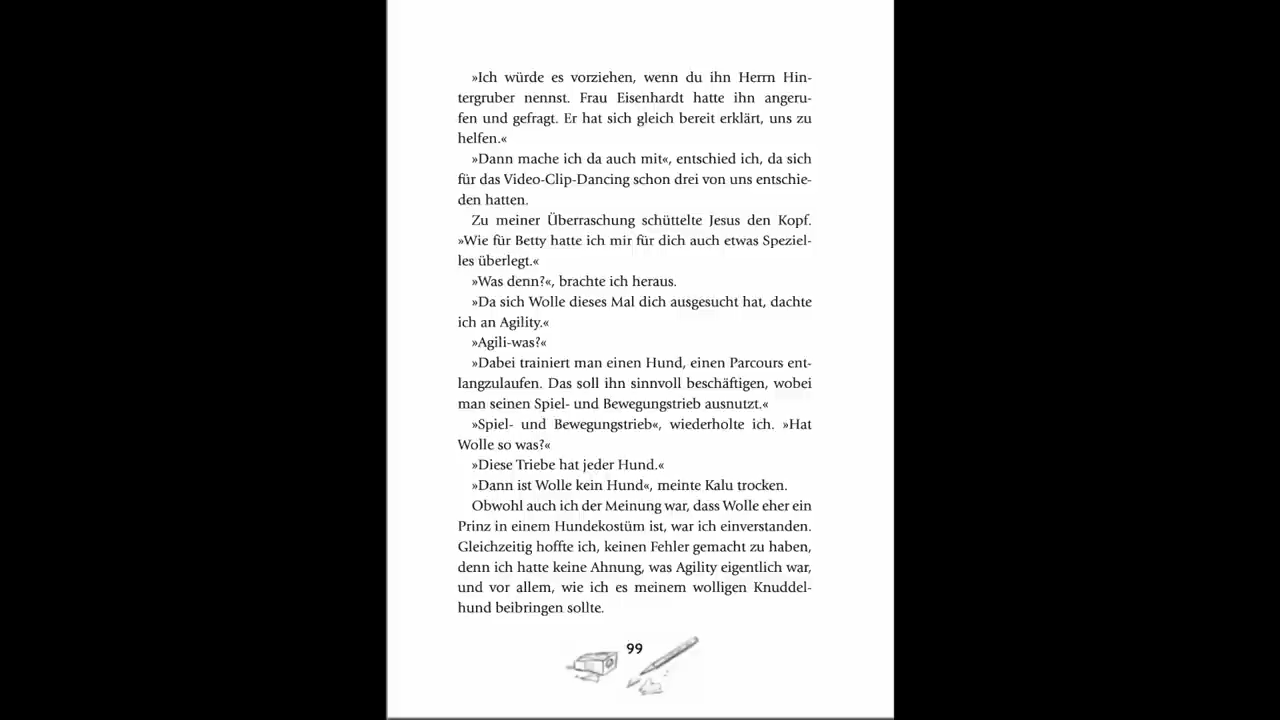 »Ich würde es vorziehen, wenn du ihn Herrn Hin-
tergruber nennst. Frau Eisenhardt hatte ihn angeru-
fen und gefragt. Er hat sich gleich bereit erklärt, uns zu
helfen.«
»Dann mache ich da auch mit«, entschied ich, da sich
für das Video-Clip-Dancing schon drei von uns entschie-
den hatten.
Zu meiner Überraschung schüttelte Jesus den Kopf.
»Wie für Betty hatte ich mir für dich auch etwas Speziel-
les überlegt.«
»Was denn?«, brachte ich heraus.
»Da sich Wolle dieses Mal dich ausgesucht hat, dachte
ich an Agility.«
»Agili-was?«
»Dabei trainiert man einen Hund, einen Parcours ent-
langzulaufen. Das soll ihn sinnvoll beschäftigen, wobei
man seinen Spiel- und Bewegungstrieb ausnutzt.«
»Spiel- und Bewegungstrieb«, wiederholte ich. »Hat
Wolle so was?«
»Diese Triebe hat jeder Hund.«
»Dann ist Wolle kein Hund«, meinte Kalu trocken.
Obwohl auch ich der Meinung war, dass Wolle eher ein
Prinz in einem Hundekostüm ist, war ich einverstanden.
Gleichzeitig hoffte ich, keinen Fehler gemacht zu haben,
denn ich hatte keine Ahnung, was Agility eigentlich war,
und vor allem, wie ich es meinem wolligen Knuddel-
hund beibringen sollte.
99